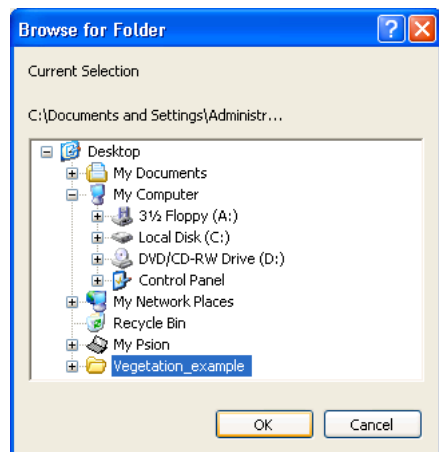 Browse for Folder
Current Selection
C:\Documents and Settings\Administr...
Desktop
My Documents
My Computer
3½ Floppy (A:)
Local Disk (C:)
DVD/CD-RW Drive (D:)
Control Panel
My Network Places
Recycle Bin
My Psion
Vegetation_example
OK Cancel